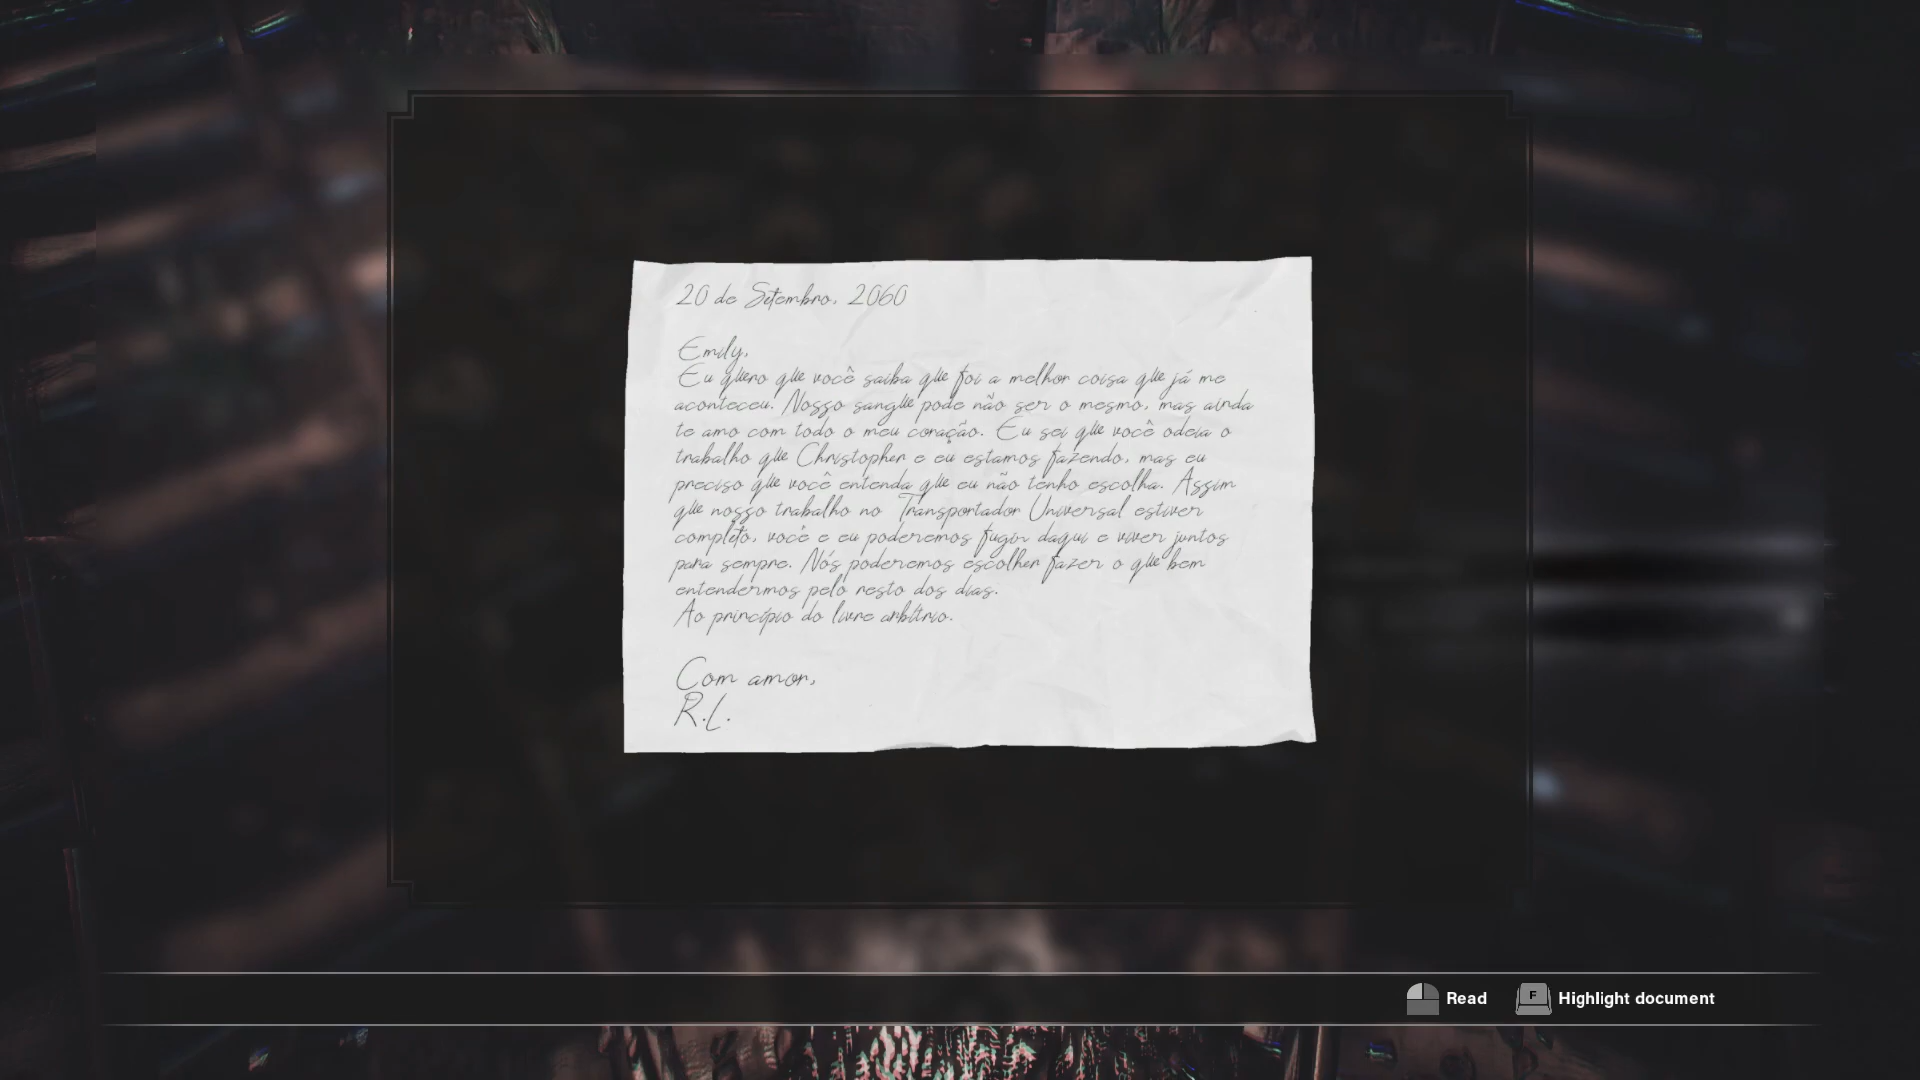 20 de Setembro, 2060
Emily,
Eu quero que você saiba que foi a melhor coisa que já me
aconteceu. Nosso sangue pode não ser o mesmo, mas ainda
te amo com todo o meu coração. Eu sei que você odeia o
trabalho que Christopher e eu estamos fazendo, mas eu
preciso que você entenda que eu não tenho escolha. Assim
que nosso trabalho no Transportador Universal estiver
completo, você e eu poderemos fugir daqui e viver juntos
para sempre. Nós poderemos escolher fazer o que bem
entendermos pelo resto dos dias.
Ao princípio do livre arbítrio.
Com amor,
R.L.
Read
F
Highlight document